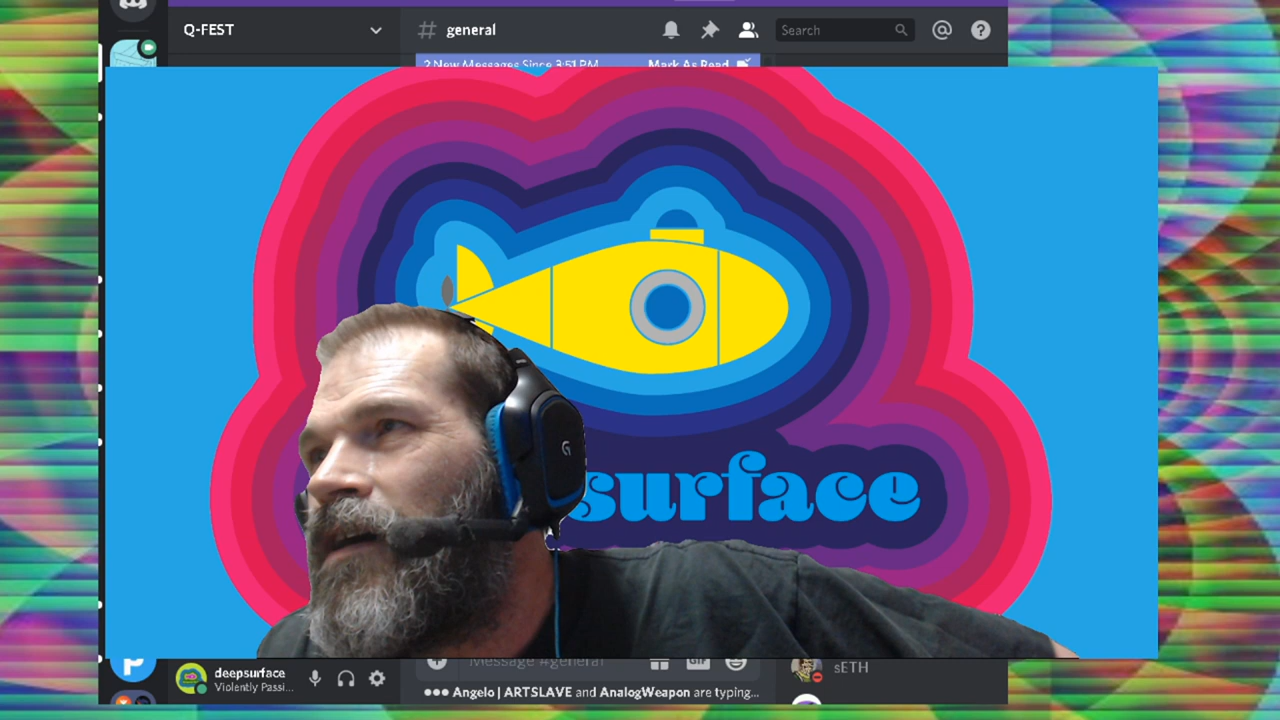 Q-FEST
# general
Search
2 New Messages Since 3:51 PM Mark As Read
surface
deepsurface
Violently Passi...
Message #general
GIF
sETH
Angelo | ARTSLAVE and AnalogWeapon are typing...